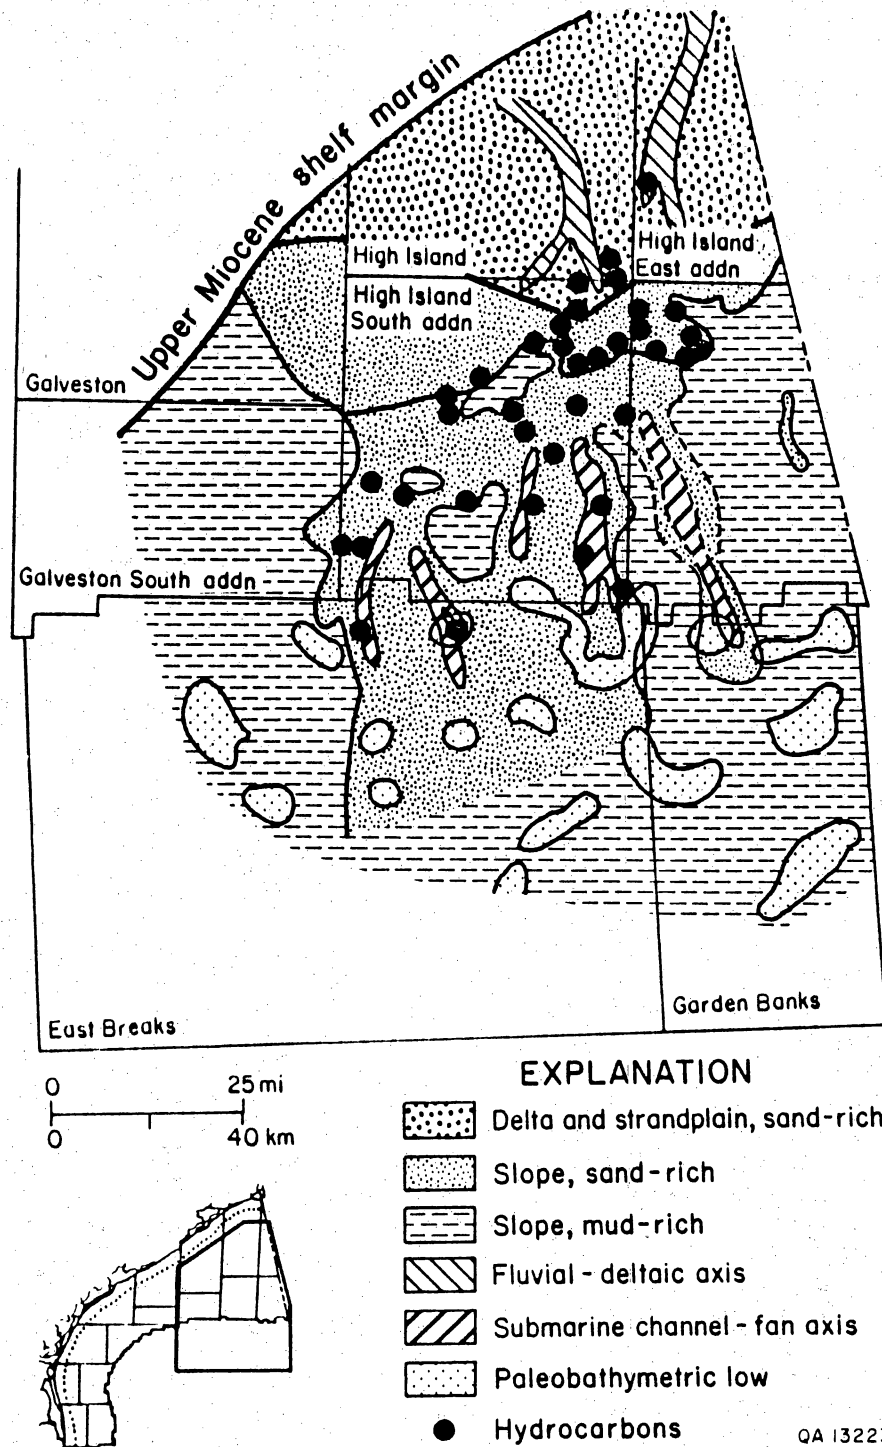 Upper Miocene shelf margin
High Island
High Island
East addn
High Island
South addn
Galveston
Galveston South addn
East Breaks
Garden Banks
0 25 mi
0 40 km
EXPLANATION
Delta and strandplain, sand-rich
Slope, sand-rich
Slope, mud-rich
Fluvial-deltaic axis
Submarine channel-fan axis
Paleobathymetric low
Hydrocarbons
QA 1322